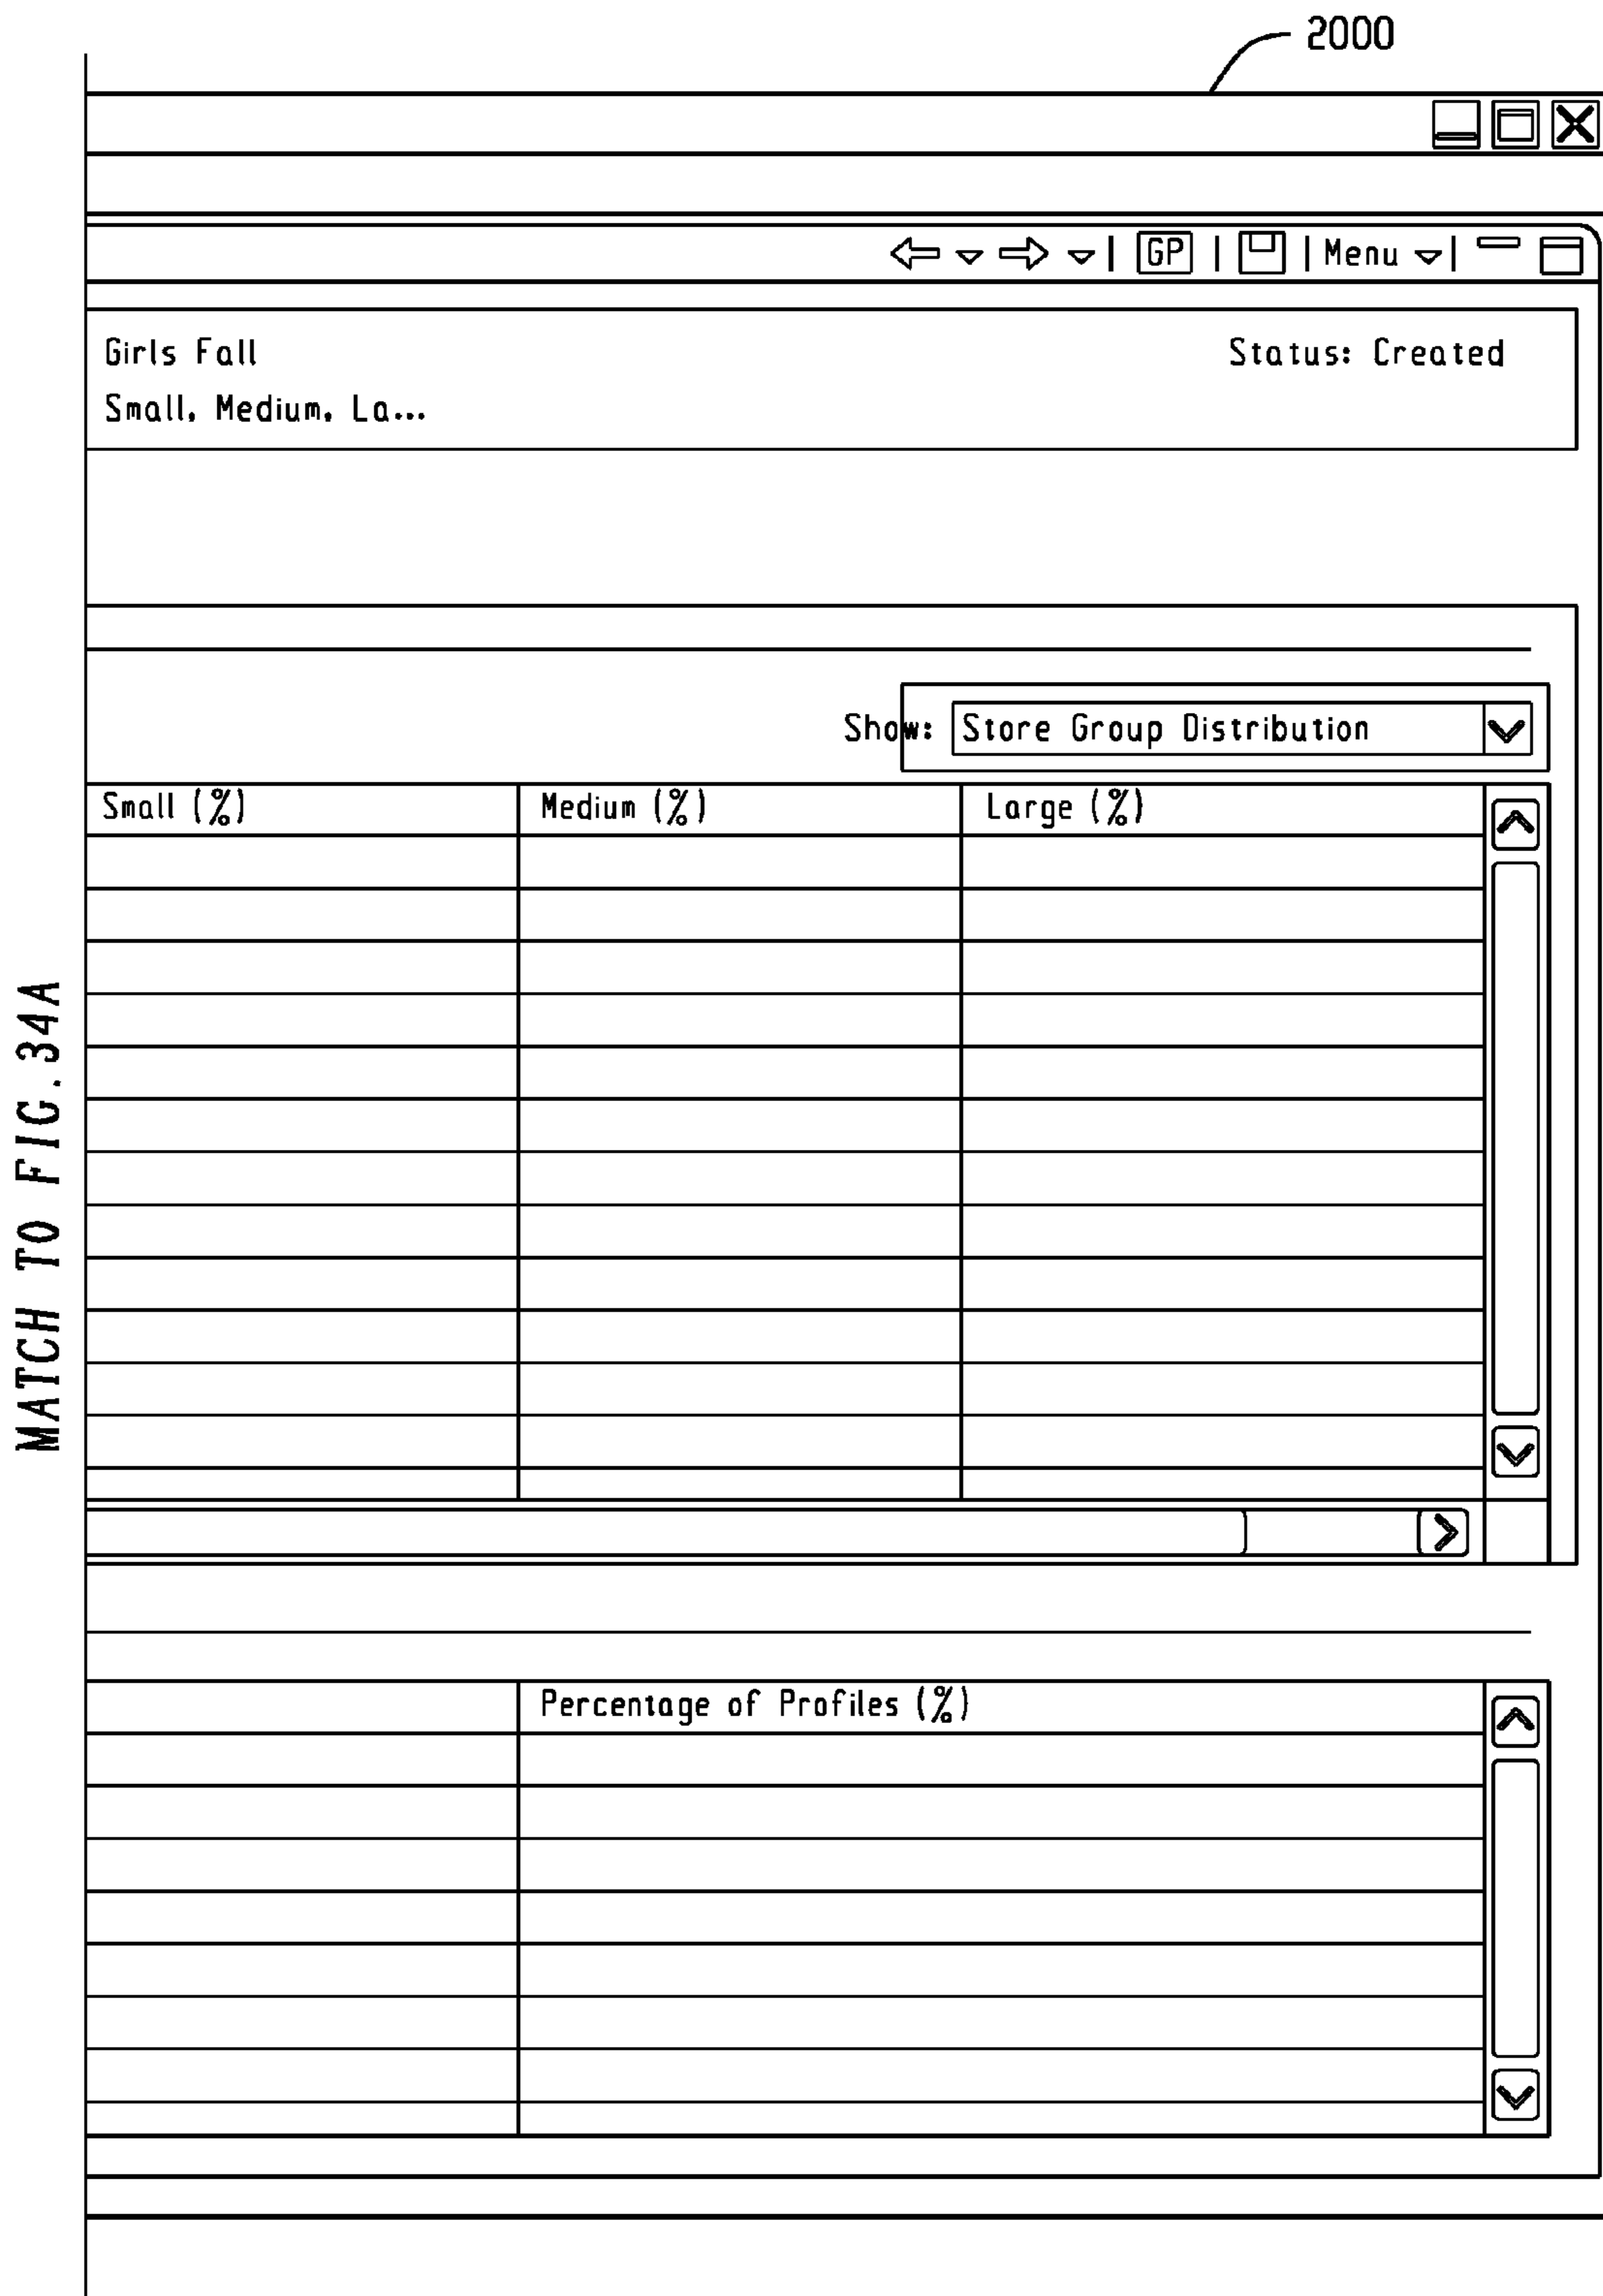 2000
GP Menu
Girls Fall Status: Created
Small, Medium, La...
Show: Store Group Distribution
Small (%) Medium (%) Large (%)
MATCH TO FIG.34A
Percentage of Profiles (%)